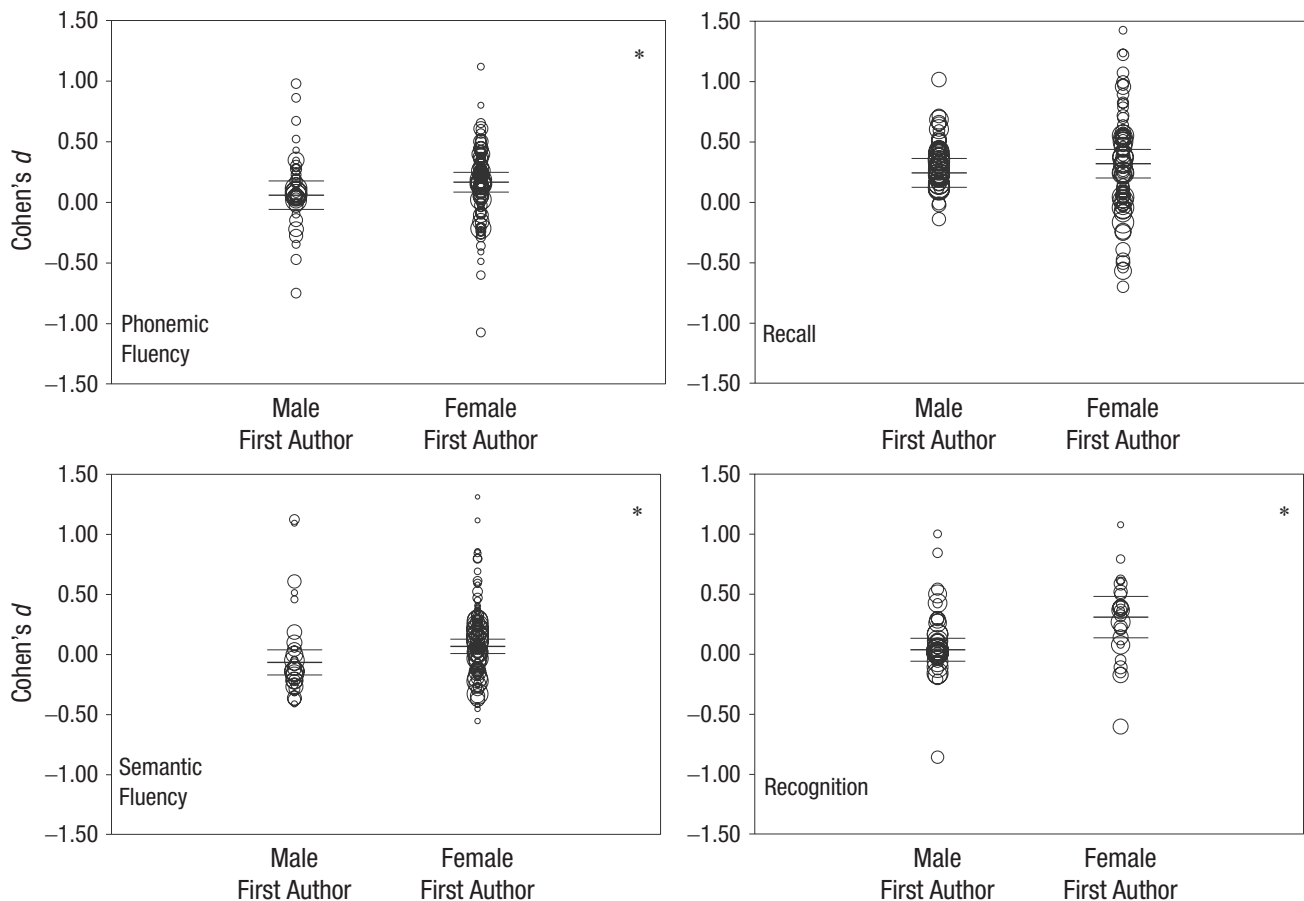 1.50
1.00
0.50
0.00
−0.50
−1.00
−1.50
Cohen's d
*
Phonemic
Fluency
Male
First Author
Female
First Author
1.50
1.00
0.50
0.00
−0.50
−1.00
−1.50
Recall
Male
First Author
Female
First Author
1.50
1.00
0.50
0.00
−0.50
−1.00
−1.50
Cohen's d
*
Semantic
Fluency
Male
First Author
Female
First Author
1.50
1.00
0.50
0.00
−0.50
−1.00
−1.50
*
Recognition
Male
First Author
Female
First Author